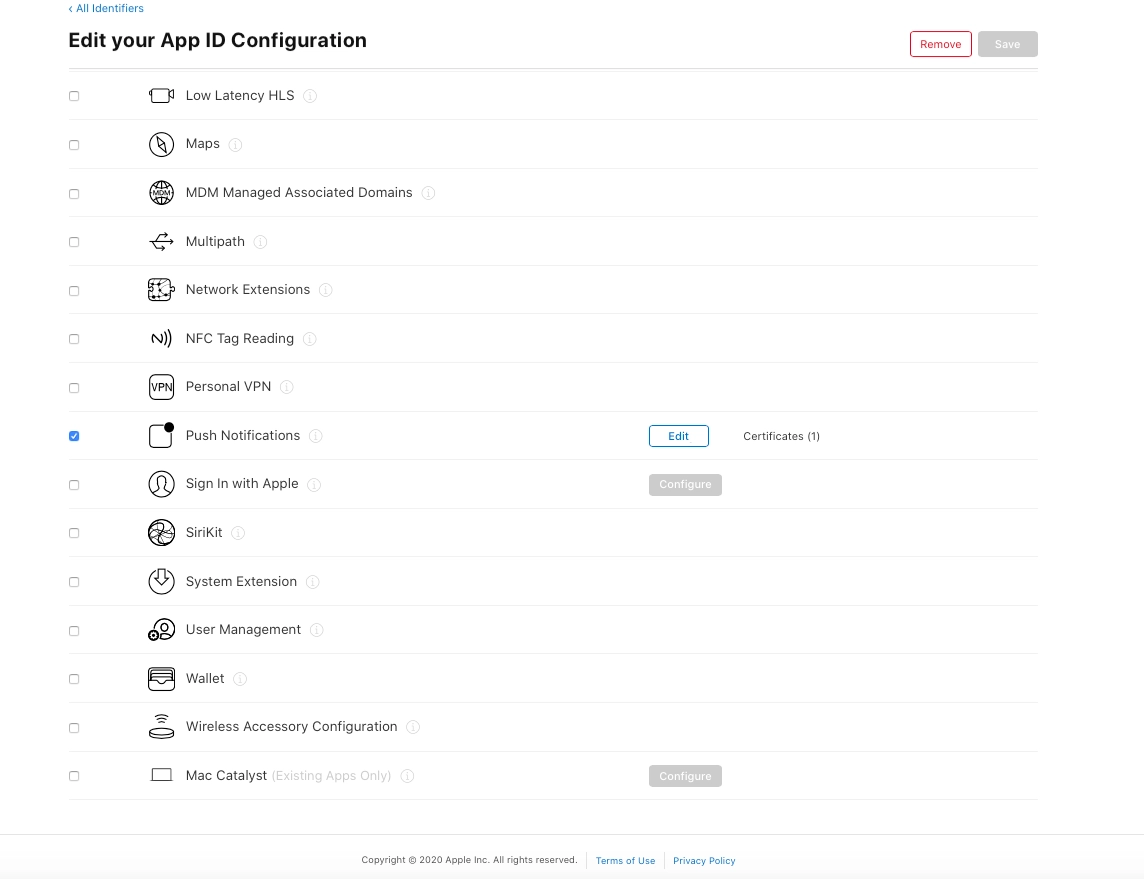 ‹ All Identifiers
Edit your App ID Configuration
Remove
Save
Low Latency HLS
Maps
MDM
MDM Managed Associated Domains
Multipath
Network Extensions
NFC Tag Reading
VPN
Personal VPN
Push Notifications
Edit
Certificates (1)
Sign In with Apple
Configure
SiriKit
System Extension
User Management
Wallet
Wireless Accessory Configuration
Mac Catalyst (Existing Apps Only)
Configure
Copyright © 2020 Apple Inc. All rights reserved.
Terms of Use
Privacy Policy